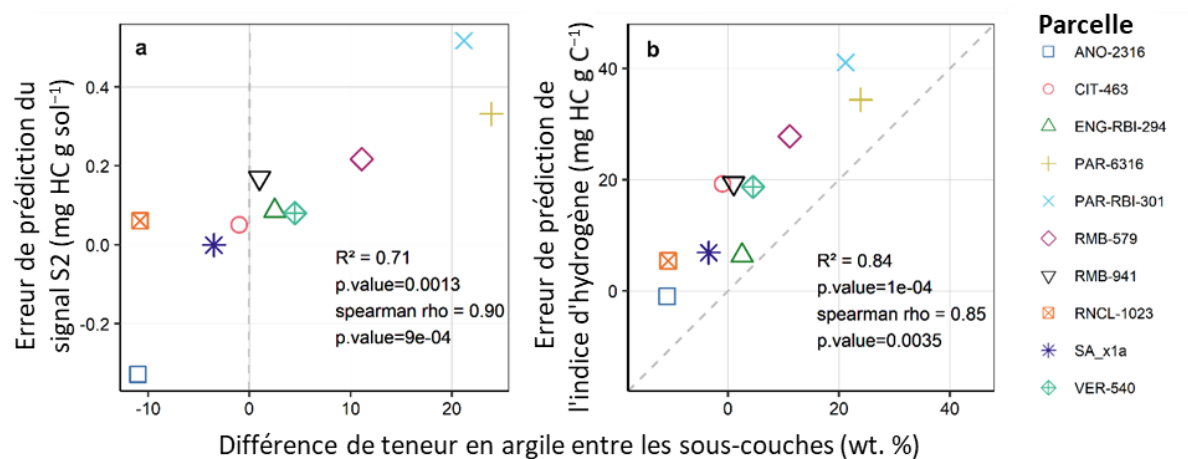 a
Erreur de prédiction du
signal S2 (mg HC g sol⁻¹)
0.4
0.2
0.0
-0.2
-10
0
10
20
R² = 0.71
p.value=0.0013
spearman rho = 0.90
p.value=9e-04
b
Erreur de prédiction de
l'indice d'hydrogène (mg HC g C⁻¹)
40
20
0
0
20
40
R² = 0.84
p.value=1e-04
spearman rho = 0.85
p.value=0.0035
Différence de teneur en argile entre les sous-couches (wt. %)
Parcelle
ANO-2316
CIT-463
ENG-RBI-294
PAR-6316
PAR-RBI-301
RMB-579
RMB-941
RNCL-1023
SA_x1a
VER-540